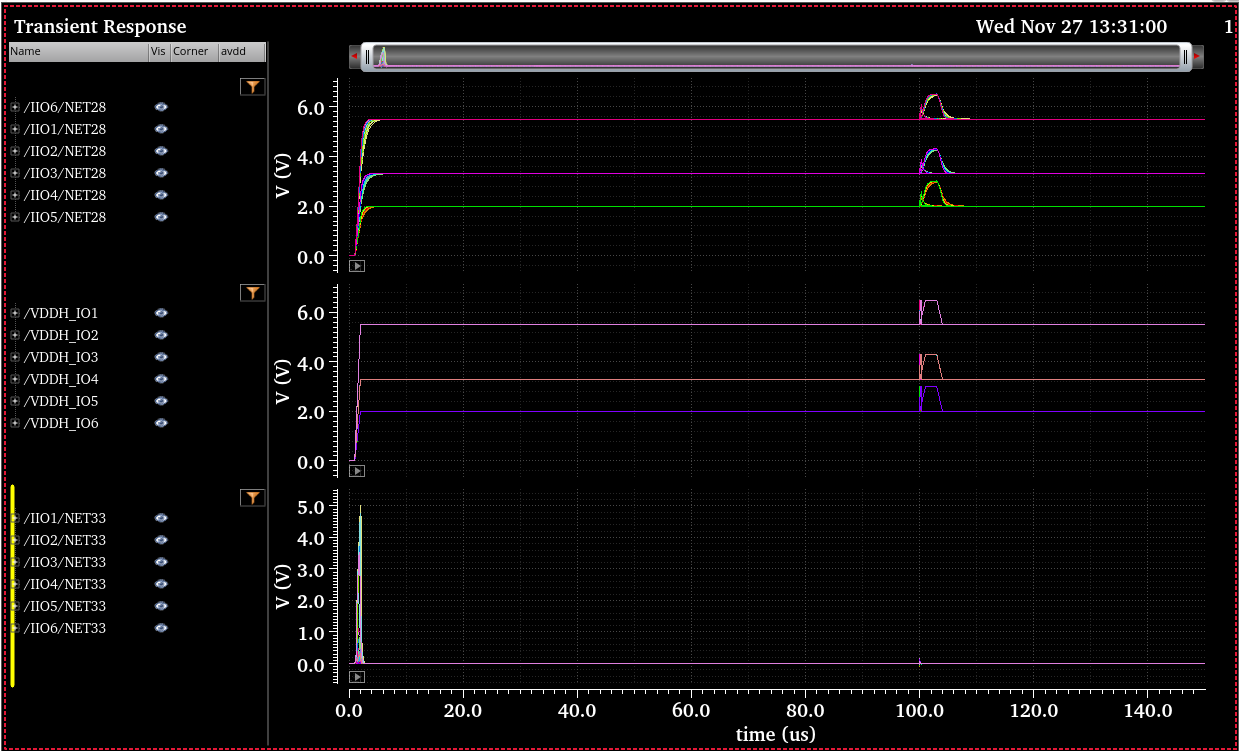 Transient Response
Wed Nov 27 13:31:00 1
Name Vis Corner avdd
/IIO6/NET28
/IIO1/NET28
/IIO2/NET28
/IIO3/NET28
/IIO4/NET28
/IIO5/NET28
V (V)
6.0
4.0
2.0
0.0
/VDDH_IO1
/VDDH_IO2
/VDDH_IO3
/VDDH_IO4
/VDDH_IO5
/VDDH_IO6
V (V)
6.0
4.0
2.0
0.0
/IIO1/NET33
/IIO2/NET33
/IIO3/NET33
/IIO4/NET33
/IIO5/NET33
/IIO6/NET33
V (V)
5.0
4.0
3.0
2.0
1.0
0.0
0.0 20.0 40.0 60.0 80.0 100.0 120.0 140.0
time (us)